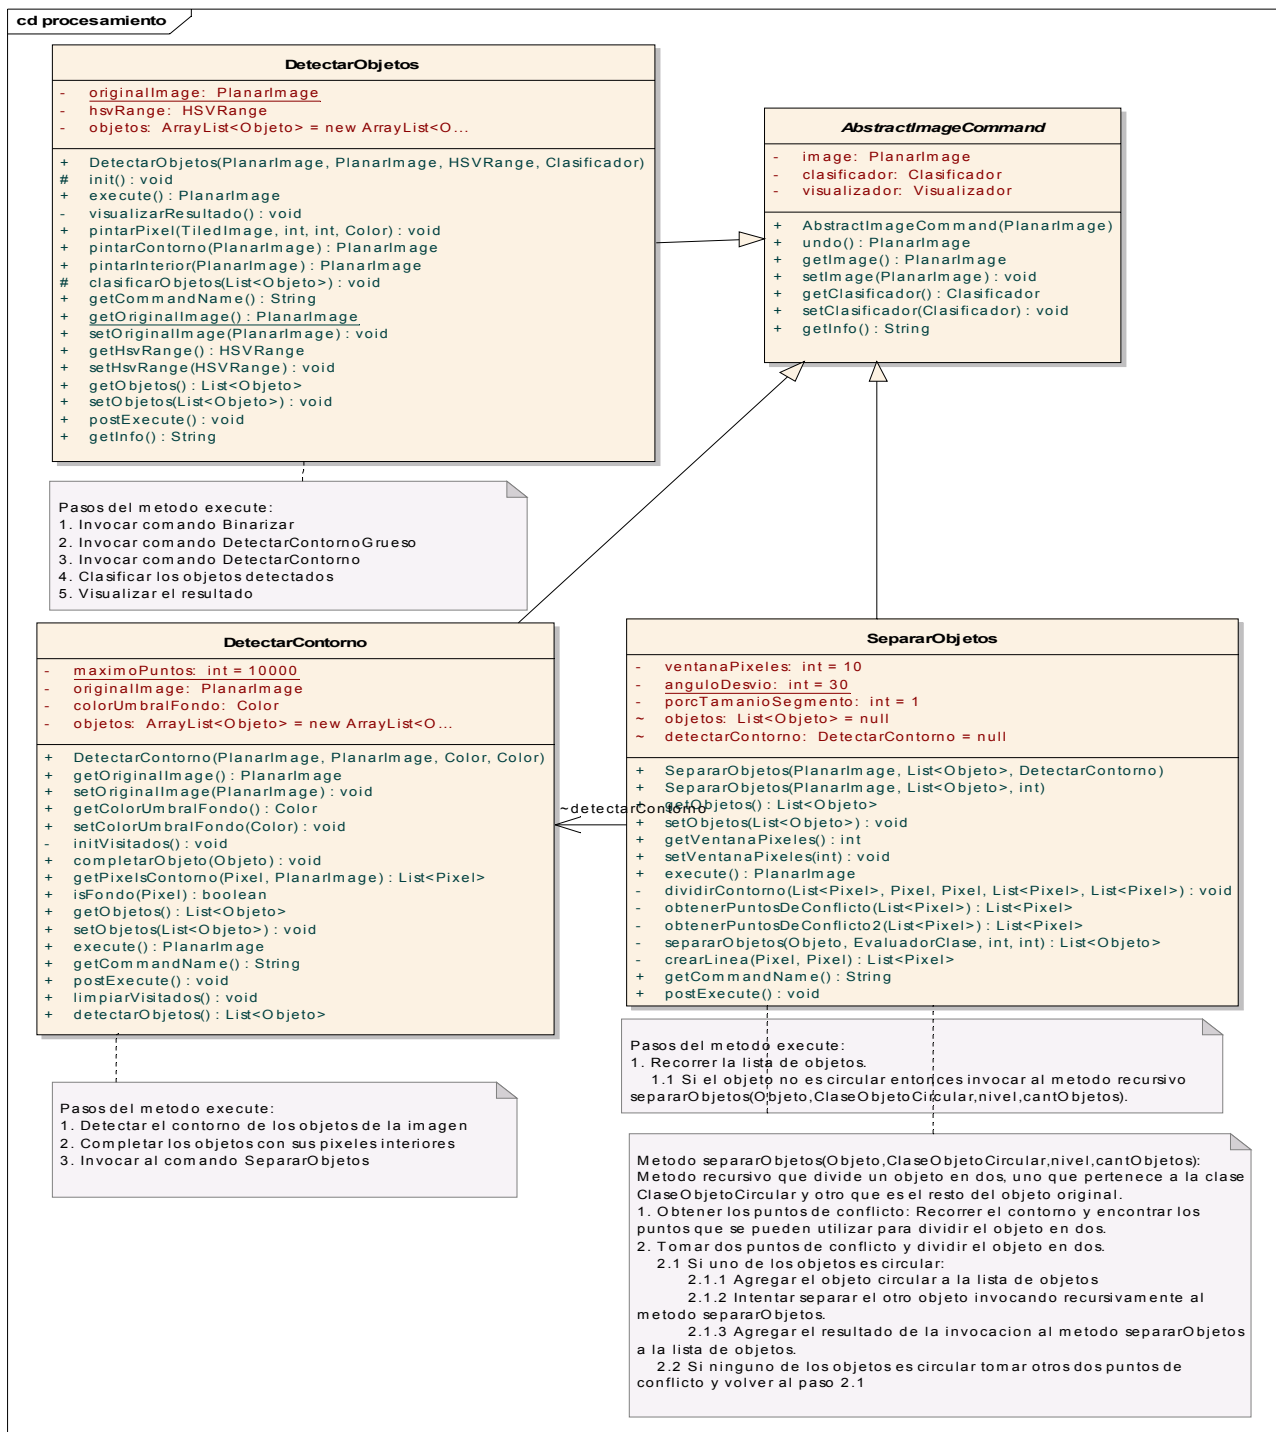 cd procesamiento
DetectarObjetos
- originalImage: PlanarImage
- hsvRange: HSVRange
- objetos: ArrayList<Objeto> = new ArrayList<O...
+ DetectarObjetos(PlanarImage, PlanarImage, HSVRange, Clasificador)
# init() : void
+ execute() : PlanarImage
- visualizarResultado() : void
+ pintarPixel(TiledImage, int, int, Color) : void
+ pintarContorno(PlanarImage) : PlanarImage
+ pintarInterior(PlanarImage) : PlanarImage
# clasificarObjetos(List<Objeto>) : void
+ getCommandName() : String
+ getOriginalImage() : PlanarImage
+ setOriginalImage(PlanarImage) : void
+ getHsvRange() : HSVRange
+ setHsvRange(HSVRange) : void
+ getObjetos() : List<Objeto>
+ setObjetos(List<Objeto>) : void
+ postExecute() : void
+ getInfo() : String
AbstractImageCommand
- image: PlanarImage
- clasificador: Clasificador
- visualizador: Visualizador
+ AbstractImageCommand(PlanarImage)
+ undo() : PlanarImage
+ getImage() : PlanarImage
+ setImage(PlanarImage) : void
+ getClasificador() : Clasificador
+ setClasificador(Clasificador) : void
+ getInfo() : String
Pasos del metodo execute:
1. Invocar comando Binarizar
2. Invocar comando DetectarContornoGrueso
3. Invocar comando DetectarContorno
4. Clasificar los objetos detectados
5. Visualizar el resultado
DetectarContorno
- maximoPuntos: int = 10000
- originalImage: PlanarImage
- colorUmbralFondo: Color
- objetos: ArrayList<Objeto> = new ArrayList<O...
+ DetectarContorno(PlanarImage, PlanarImage, Color, Color)
+ getOriginalImage() : PlanarImage
+ setOriginalImage(PlanarImage) : void
+ getColorUmbralFondo() : Color
+ setColorUmbralFondo(Color) : void
- initVisitados() : void
+ completarObjeto(Objeto) : void
+ getPixelsContorno(Pixel, PlanarImage) : List<Pixel>
+ isFondo(Pixel) : boolean
+ getObjetos() : List<Objeto>
+ setObjetos(List<Objeto>) : void
+ execute() : PlanarImage
+ getCommandName() : String
+ postExecute() : void
+ limpiarVisitados() : void
+ detectarObjetos() : List<Objeto>
~detectarContorno
SepararObjetos
- ventanaPixeles: int = 10
- anguloDesvio: int = 30
- porcTamanioSegmento: int = 1
~ objetos: List<Objeto> = null
~ detectarContorno: DetectarContorno = null
+ SepararObjetos(PlanarImage, List<Objeto>, DetectarContorno)
+ SepararObjetos(PlanarImage, List<Objeto>, int)
+ getObjetos() : List<Objeto>
+ setObjetos(List<Objeto>) : void
+ getVentanaPixeles() : int
+ setVentanaPixeles(int) : void
+ execute() : PlanarImage
- dividirContorno(List<Pixel>, Pixel, Pixel, List<Pixel>, List<Pixel>) : void
- obtenerPuntosDeConflicto(List<Pixel>) : List<Pixel>
- obtenerPuntosDeConflicto2(List<Pixel>) : List<Pixel>
- separarObjetos(Objeto, EvaluadorClase, int, int) : List<Objeto>
- crearLinea(Pixel, Pixel) : List<Pixel>
+ getCommandName() : String
+ postExecute() : void
Pasos del metodo execute:
1. Detectar el contorno de los objetos de la imagen
2. Completar los objetos con sus pixeles interiores
3. Invocar al comando SepararObjetos
Pasos del metodo execute:
1. Recorrer la lista de objetos.
1.1 Si el objeto no es circular entonces invocar al metodo recursivo
separarObjetos(Objeto,ClaseObjetoCircular,nivel,cantObjetos).
Metodo separarObjetos(Objeto,ClaseObjetoCircular,nivel,cantObjetos):
Metodo recursivo que divide un objeto en dos, uno que pertenece a la clase
ClaseObjetoCircular y otro que es el resto del objeto original.
1. Obtener los puntos de conflicto: Recorrer el contorno y encontrar los
puntos que se pueden utilizar para dividir el objeto en dos.
2. Tomar dos puntos de conflicto y dividir el objeto en dos.
2.1 Si uno de los objetos es circular:
2.1.1 Agregar el objeto circular a la lista de objetos
2.1.2 Intentar separar el otro objeto invocando recursivamente al
metodo separarObjetos.
2.1.3 Agregar el resultado de la invocacion al metodo separarObjetos
a la lista de objetos.
2.2 Si ninguno de los objetos es circular tomar otros dos puntos de
conflicto y volver al paso 2.1